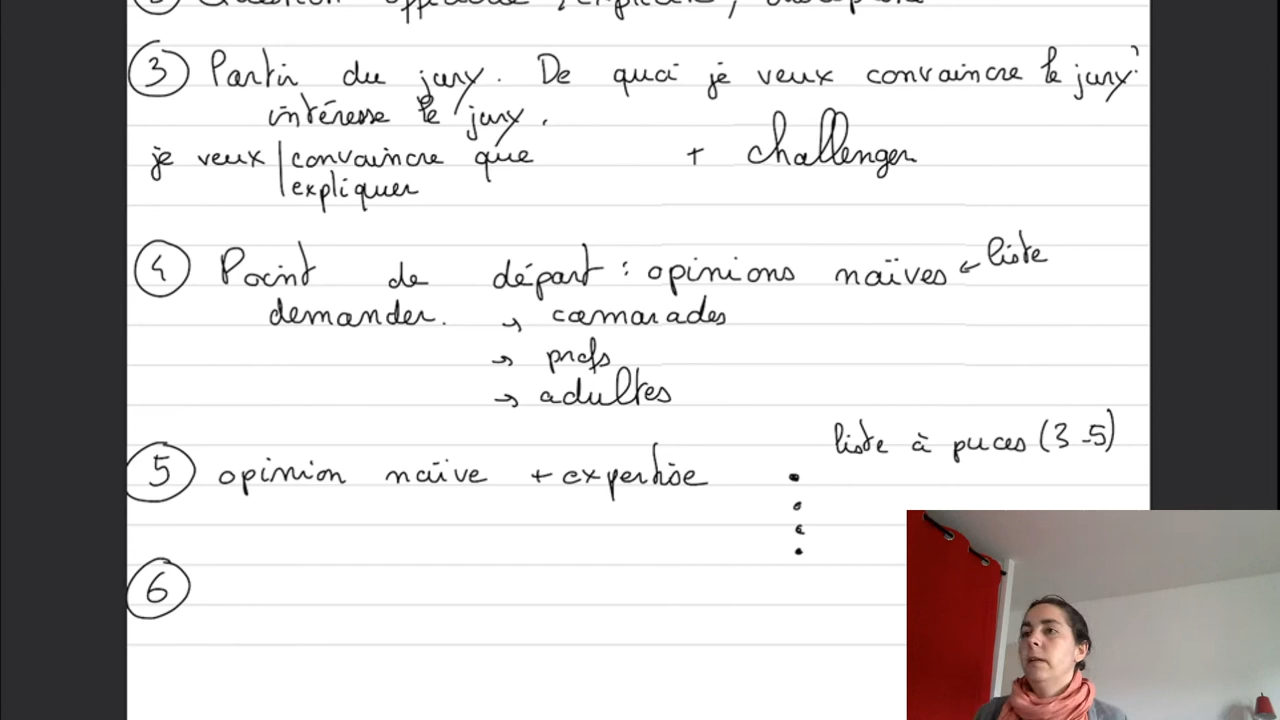 Question
③ Partir du jury. De quoi je veux convaincre le jury?
intéresse le jury.
je veux | convaincre que + challenger
| expliquer
④ Point de départ : opinions naïves ← liste
demander. → camarades
→ profs
→ adultes
liste à puces (3-5)
⑤ opinion naïve + expertise •
•
•
•
⑥